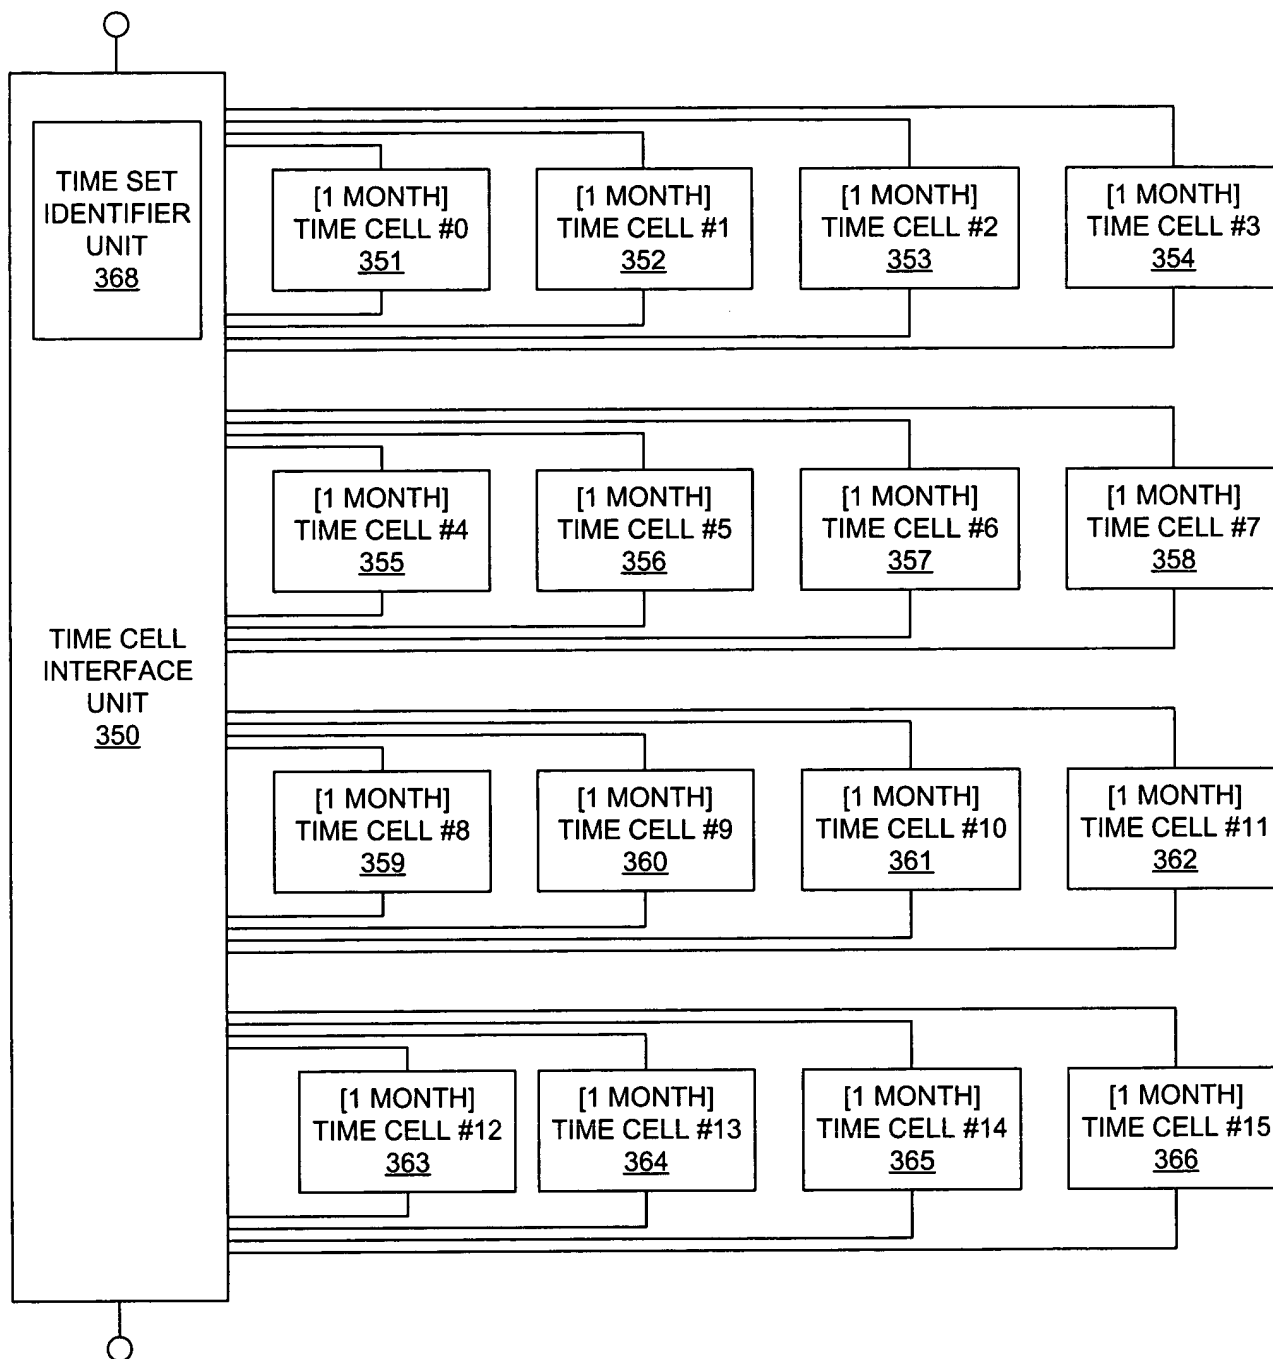 TIME SET
IDENTIFIER
UNIT
368
TIME CELL
INTERFACE
UNIT
350
[1 MONTH]
TIME CELL #0
351
[1 MONTH]
TIME CELL #1
352
[1 MONTH]
TIME CELL #2
353
[1 MONTH]
TIME CELL #3
354
[1 MONTH]
TIME CELL #4
355
[1 MONTH]
TIME CELL #5
356
[1 MONTH]
TIME CELL #6
357
[1 MONTH]
TIME CELL #7
358
[1 MONTH]
TIME CELL #8
359
[1 MONTH]
TIME CELL #9
360
[1 MONTH]
TIME CELL #10
361
[1 MONTH]
TIME CELL #11
362
[1 MONTH]
TIME CELL #12
363
[1 MONTH]
TIME CELL #13
364
[1 MONTH]
TIME CELL #14
365
[1 MONTH]
TIME CELL #15
366